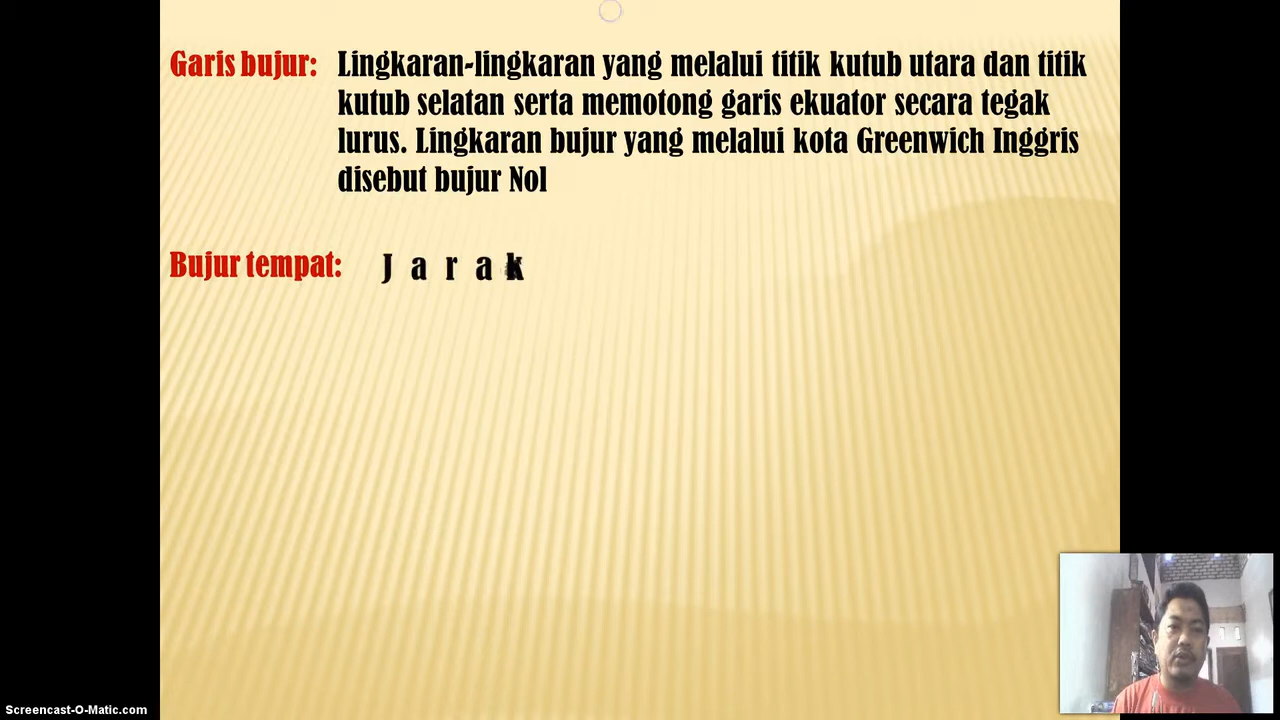 Garis bujur: Lingkaran-lingkaran yang melalui titik kutub utara dan titik
kutub selatan serta memotong garis ekuator secara tegak
lurus. Lingkaran bujur yang melalui kota Greenwich Inggris
disebut bujur Nol
Bujur tempat: J a r a k
Screencast-O-Matic.com